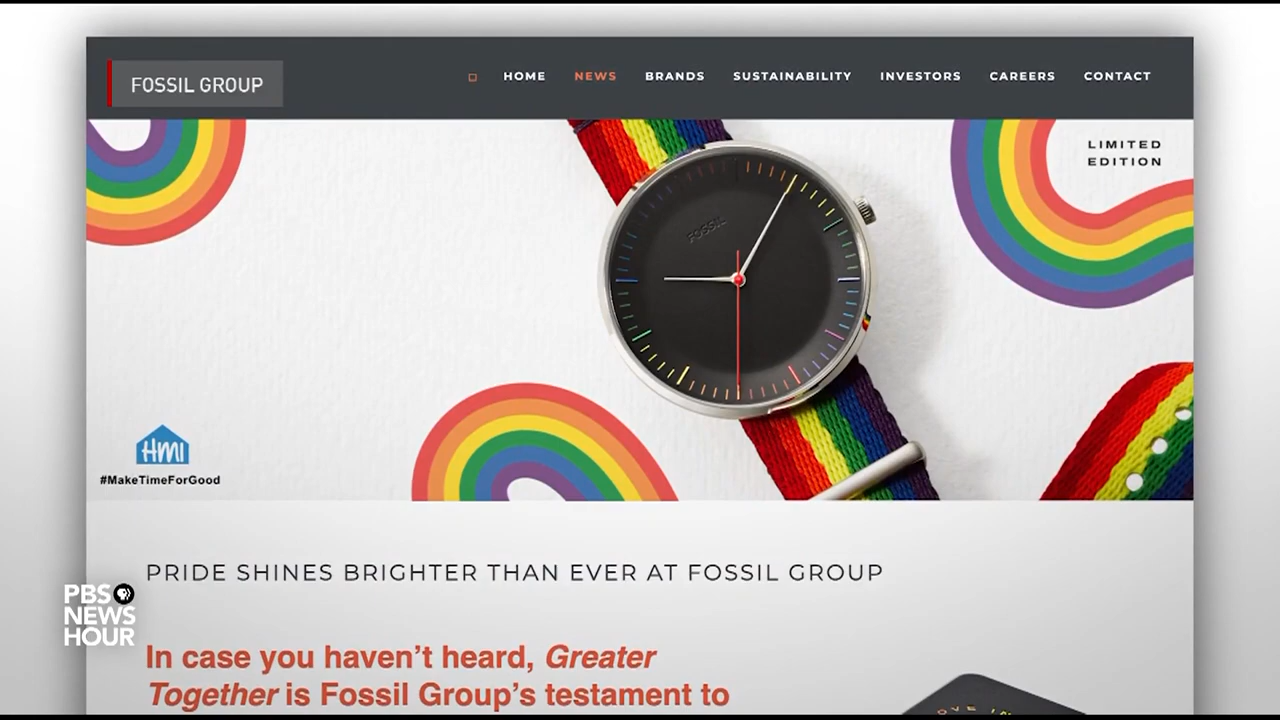 FOSSIL GROUP
HOME NEWS BRANDS SUSTAINABILITY INVESTORS CAREERS CONTACT
LIMITED
EDITION
FOSSIL
HMI
#MakeTimeForGood
PRIDE SHINES BRIGHTER THAN EVER AT FOSSIL GROUP
PBS
NEWS
HOUR
In case you haven’t heard, Greater
Together is Fossil Group’s testament to